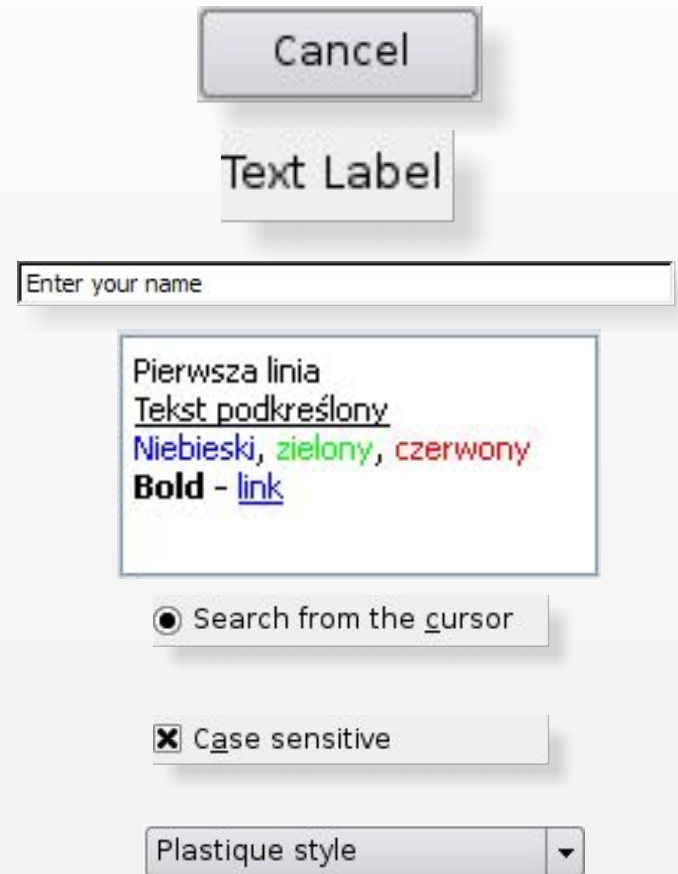 Cancel
Text Label
Enter your name
Pierwsza linia
Tekst podkreślony
Niebieski, zielony, czerwony
Bold - link
Search from the cursor
Case sensitive
Plastique style